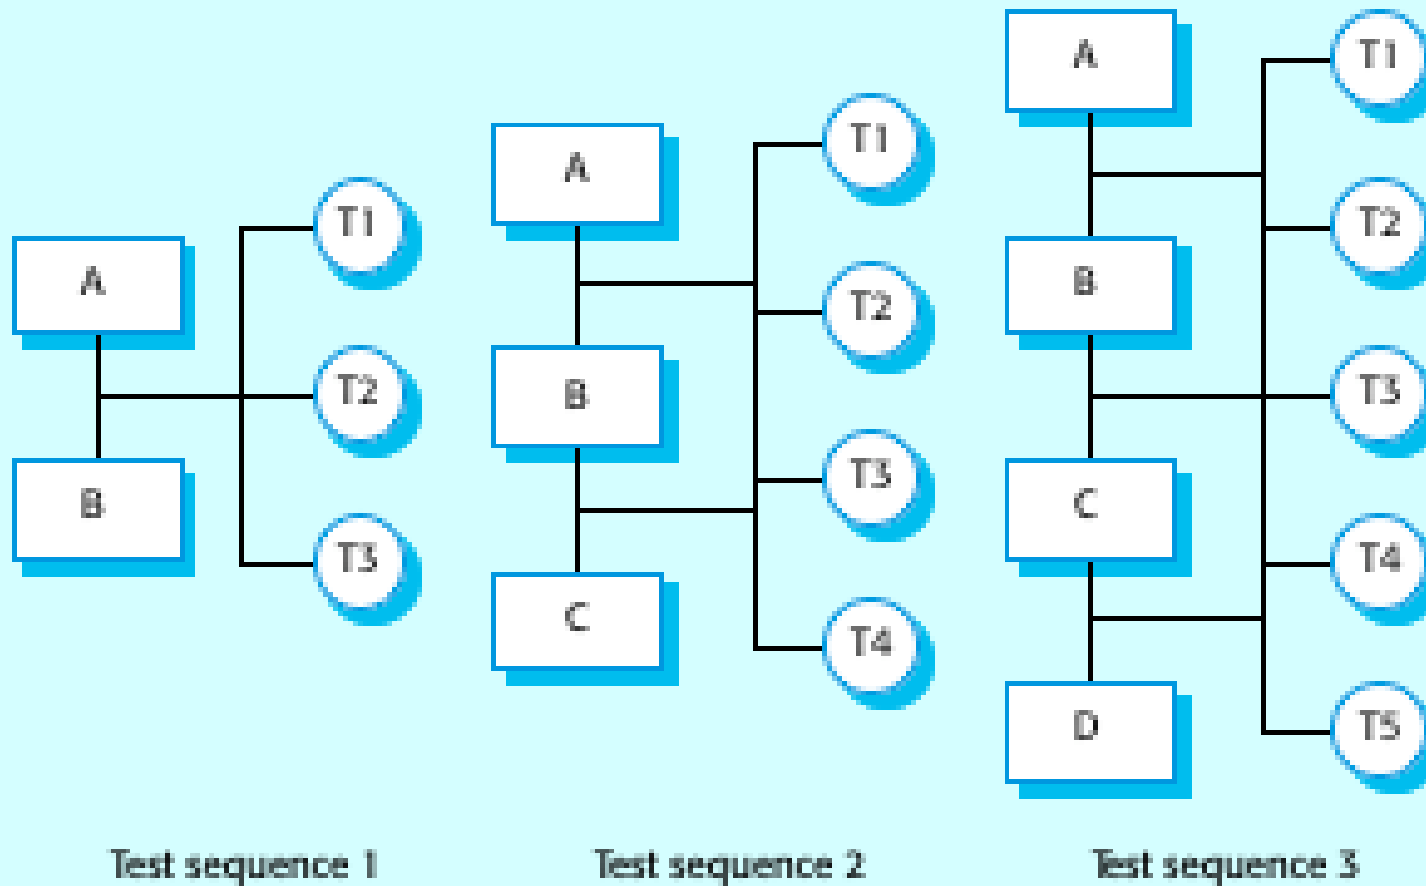 A
B
T1
T2
T3
Test sequence 1
A
B
C
T1
T2
T3
T4
Test sequence 2
A
B
C
D
T1
T2
T3
T4
T5
Test sequence 3